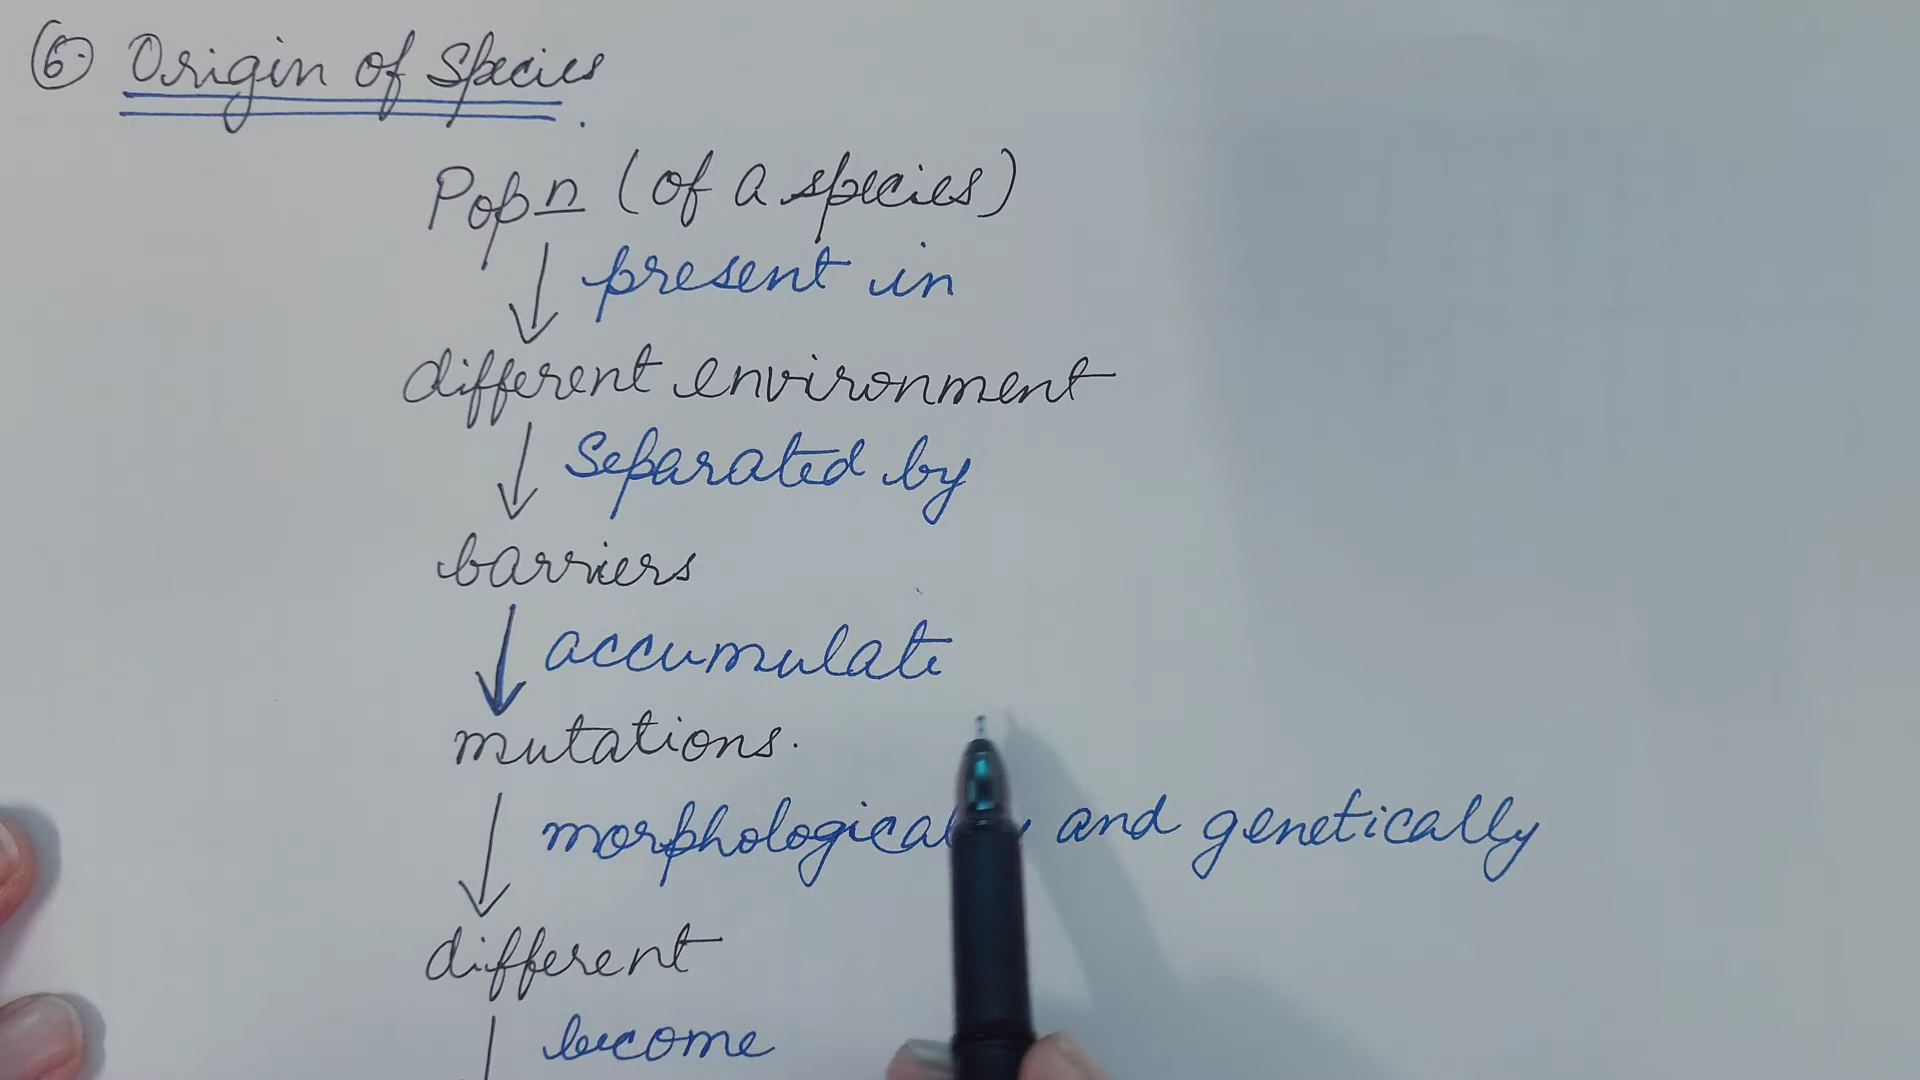 6. Origin of Species
Popn (of a species)
present in
different environment
Separated by
barriers
accumulate
mutations.
and genetically
different
become